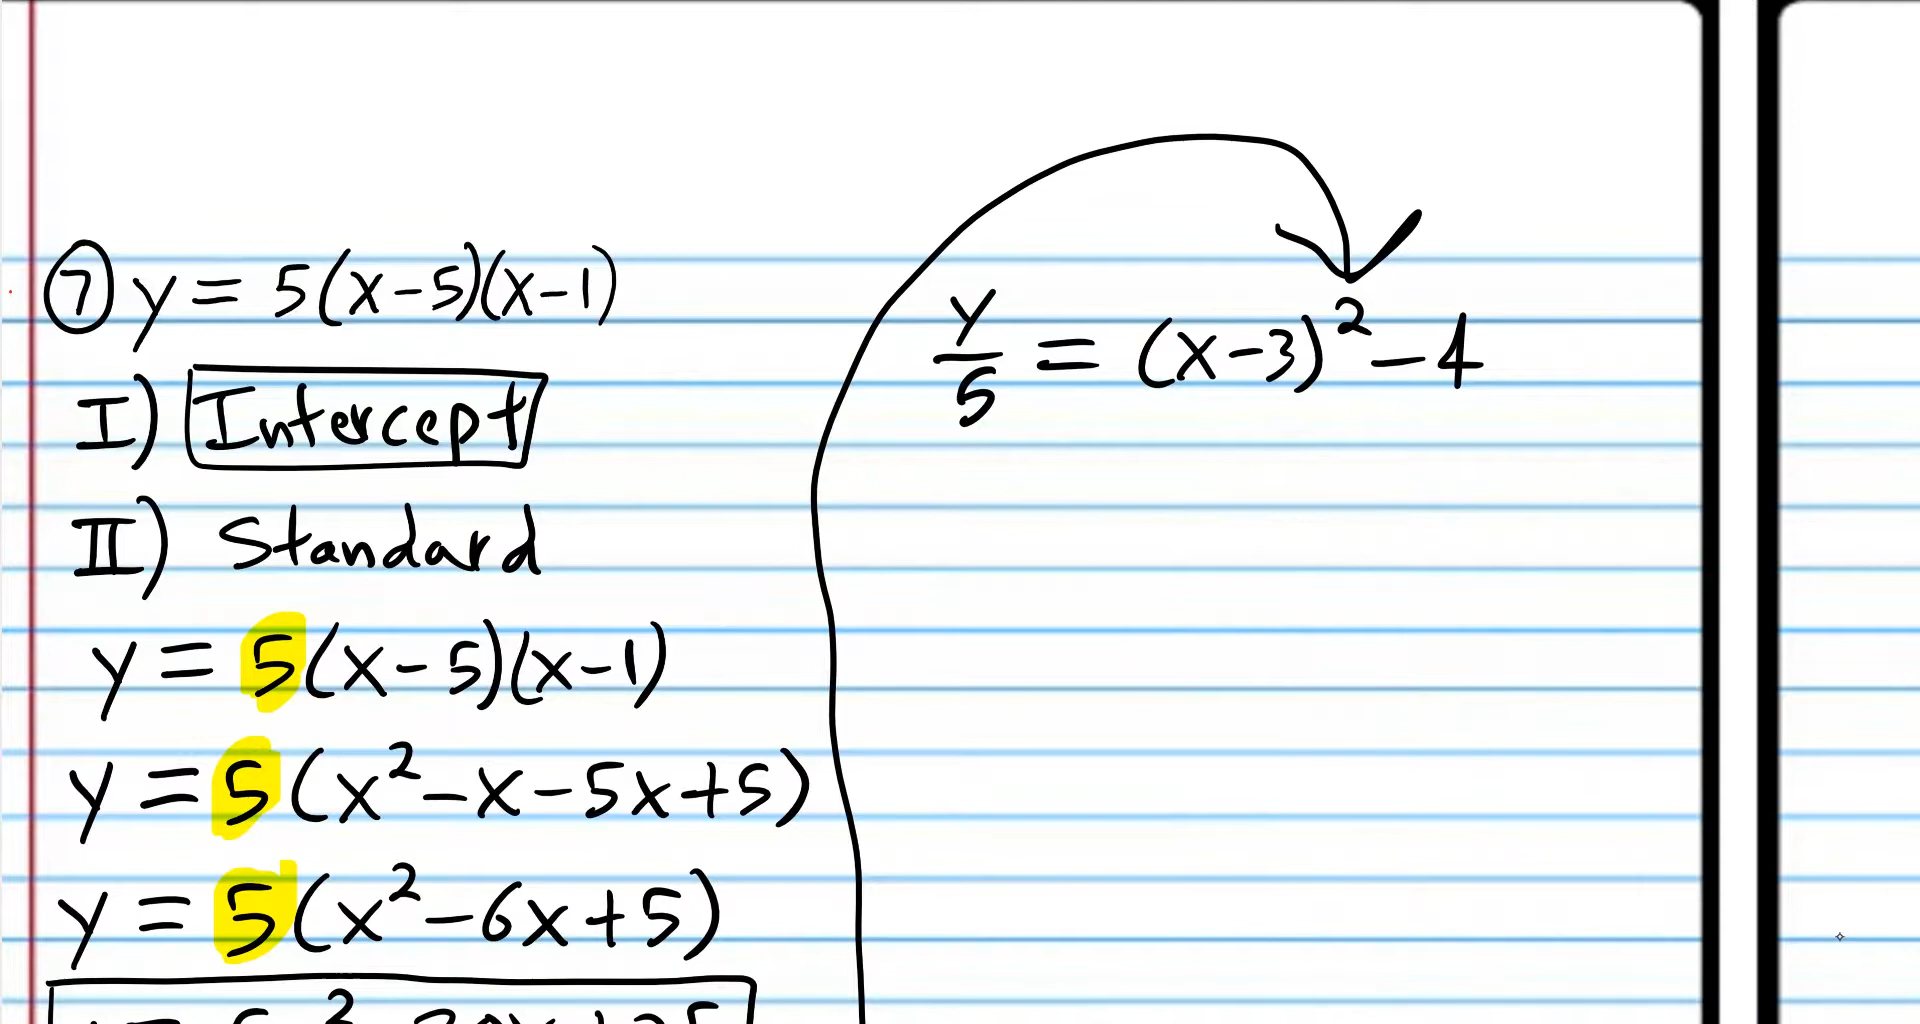 ⑦ y = 5(x-5)(x-1)
I) Intercept
II) Standard
y = 5(x-5)(x-1)
y = 5(x²-x-5x+5)
y = 5(x²-6x+5)
y/5 = (x-3)²-4